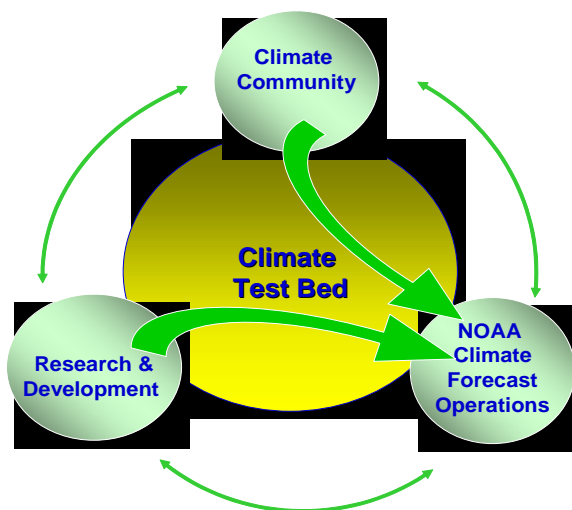 Climate
Community
Climate
Test Bed
Research &
Development
NOAA
Climate
Forecast
Operations